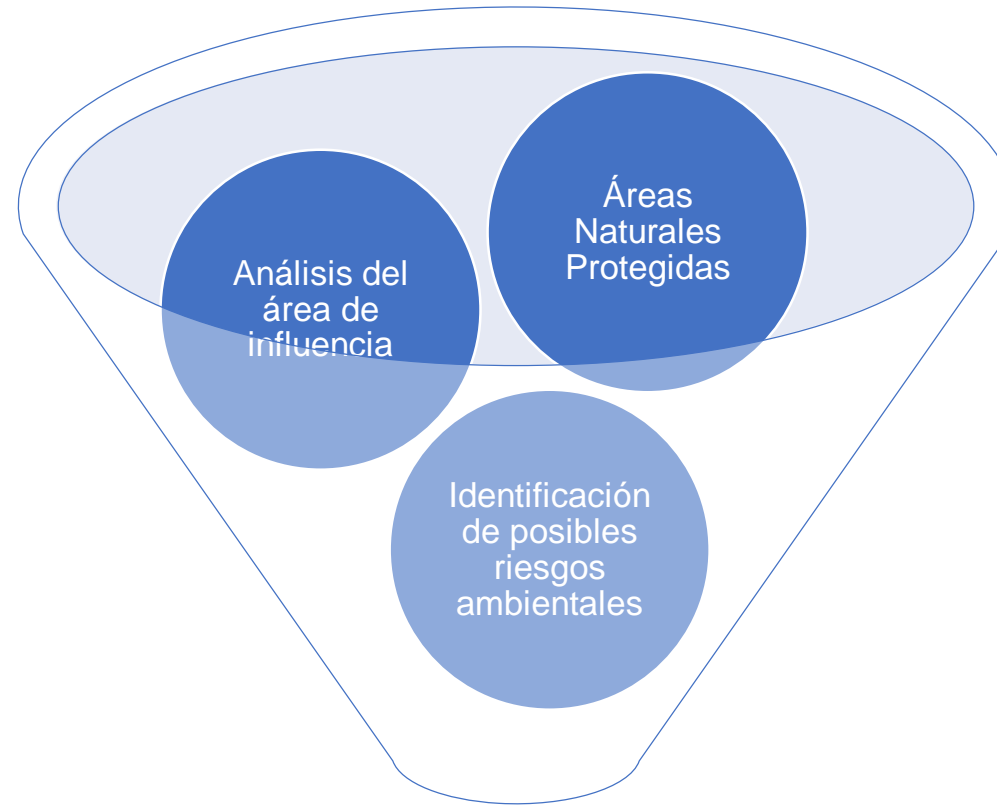 Áreas
Naturales
Protegidas
Análisis del
área de
influencia
Identificación
de posibles
riesgos
ambientales